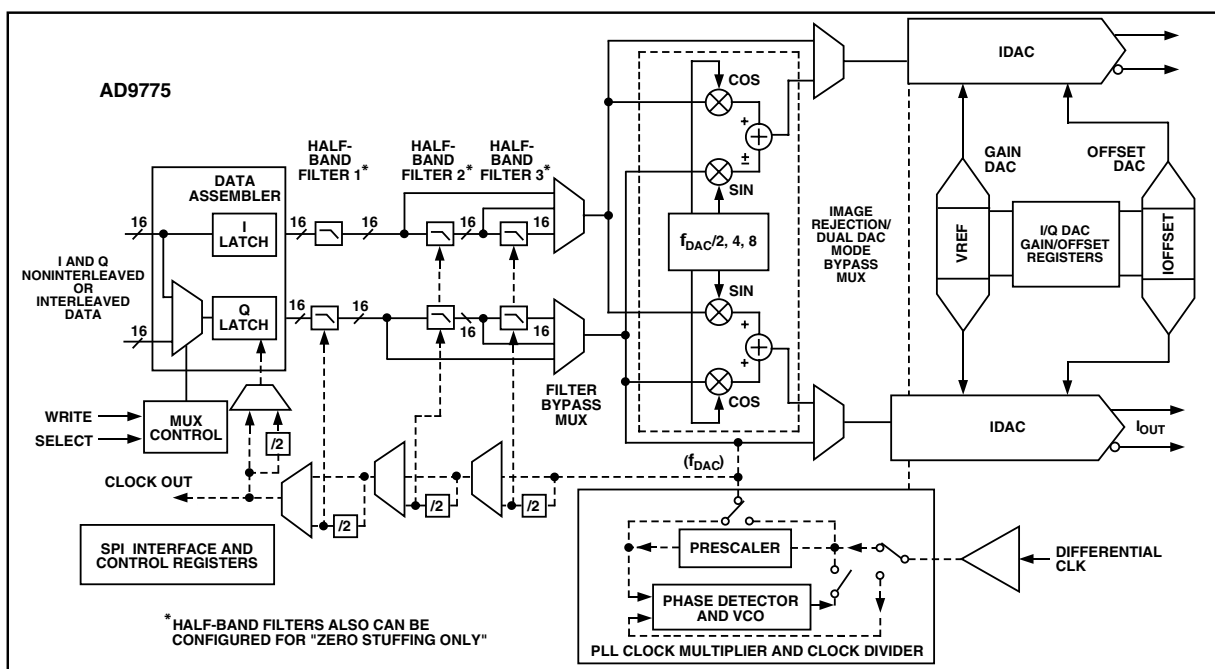 AD9775
COS
SIN
SIN
COS
+
±
+
+
f_DAC/2, 4, 8
IDAC
IDAC
I_OUT
GAIN
DAC
OFFSET
DAC
VREF
I/Q DAC
GAIN/OFFSET
REGISTERS
IOFFSET
IMAGE
REJECTION/
DUAL DAC
MODE
BYPASS
MUX
HALF-
BAND
FILTER 1*
HALF-
BAND
FILTER 2*
HALF-
BAND
FILTER 3*
DATA
ASSEMBLER
16
I
LATCH
16
16
16
16
I AND Q
NONINTERLEAVED
OR
INTERLEAVED
DATA
16
Q
LATCH
16
16
16
16
FILTER
BYPASS
MUX
WRITE
SELECT
MUX
CONTROL
/2
CLOCK OUT
/2
/2
/2
(f_DAC)
SPI INTERFACE AND
CONTROL REGISTERS
PRESCALER
PHASE DETECTOR
AND VCO
DIFFERENTIAL
CLK
PLL CLOCK MULTIPLIER AND CLOCK DIVIDER
*HALF-BAND FILTERS ALSO CAN BE
CONFIGURED FOR "ZERO STUFFING ONLY"